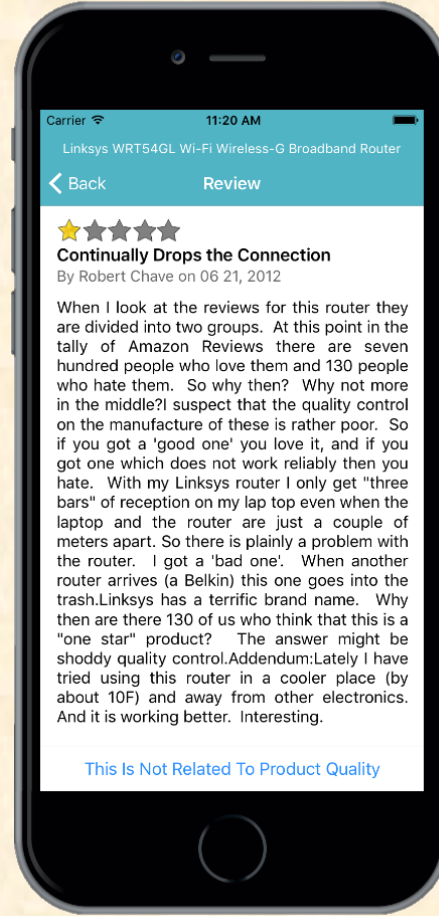 Carrier 11:20 AM
Linksys WRT54GL Wi-Fi Wireless-G Broadband Router
Back Review
Continually Drops the Connection
By Robert Chave on 06 21, 2012
When I look at the reviews for this router they
are divided into two groups. At this point in the
tally of Amazon Reviews there are seven
hundred people who love them and 130 people
who hate them. So why then? Why not more
in the middle?I suspect that the quality control
on the manufacture of these is rather poor. So
if you got a 'good one' you love it, and if you
got one which does not work reliably then you
hate. With my Linksys router I only get "three
bars" of reception on my lap top even when the
laptop and the router are just a couple of
meters apart. So there is plainly a problem with
the router. I got a 'bad one'. When another
router arrives (a Belkin) this one goes into the
trash.Linksys has a terrific brand name. Why
then are there 130 of us who think that this is a
"one star" product? The answer might be
shoddy quality control.Addendum:Lately I have
tried using this router in a cooler place (by
about 10F) and away from other electronics.
And it is working better. Interesting.
This Is Not Related To Product Quality